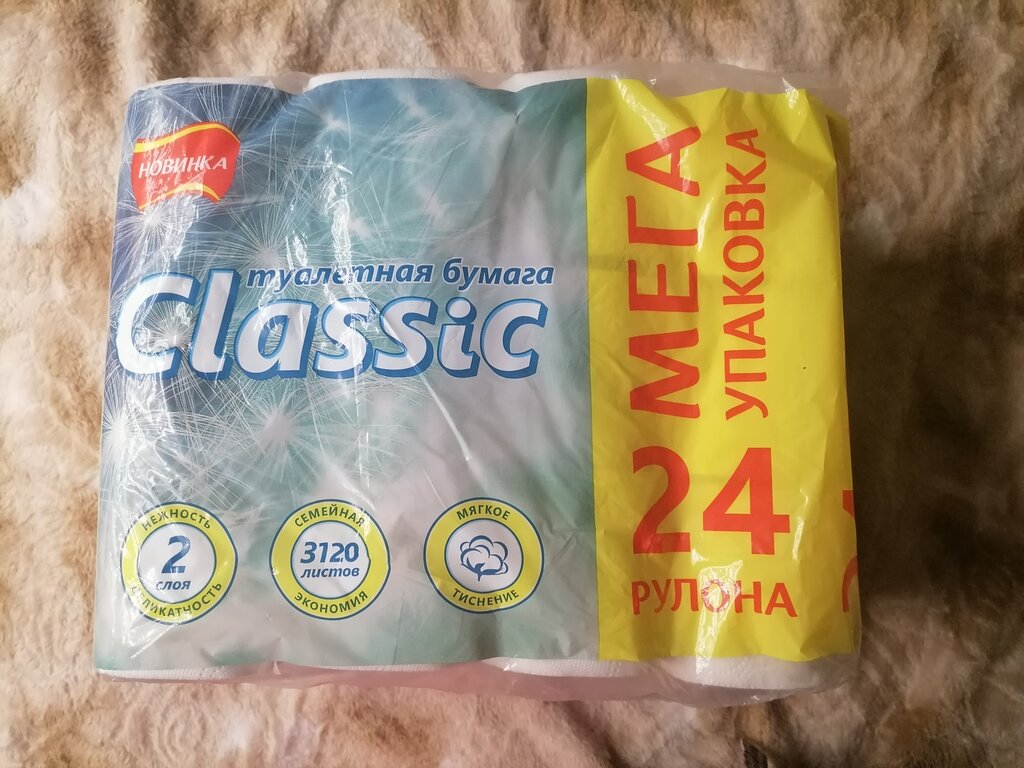 НОВИНКА
туалетная бумага
Classic
НЕЖНОСТЬ
2
слоя
ДЕЛИКАТНОСТЬ
СЕМЕЙНАЯ
3120
листов
ЭКОНОМИЯ
МЯГКОЕ
ТИСНЕНИЕ
МЕГА
УПАКОВКА
24
РУЛОНА